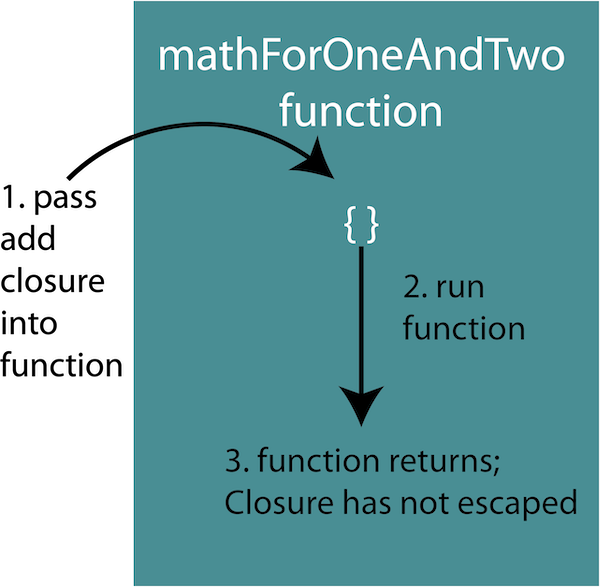 mathForOneAndTwo
function
1. pass
add
closure
into
function
{ }
2. run
function
3. function returns;
Closure has not escaped